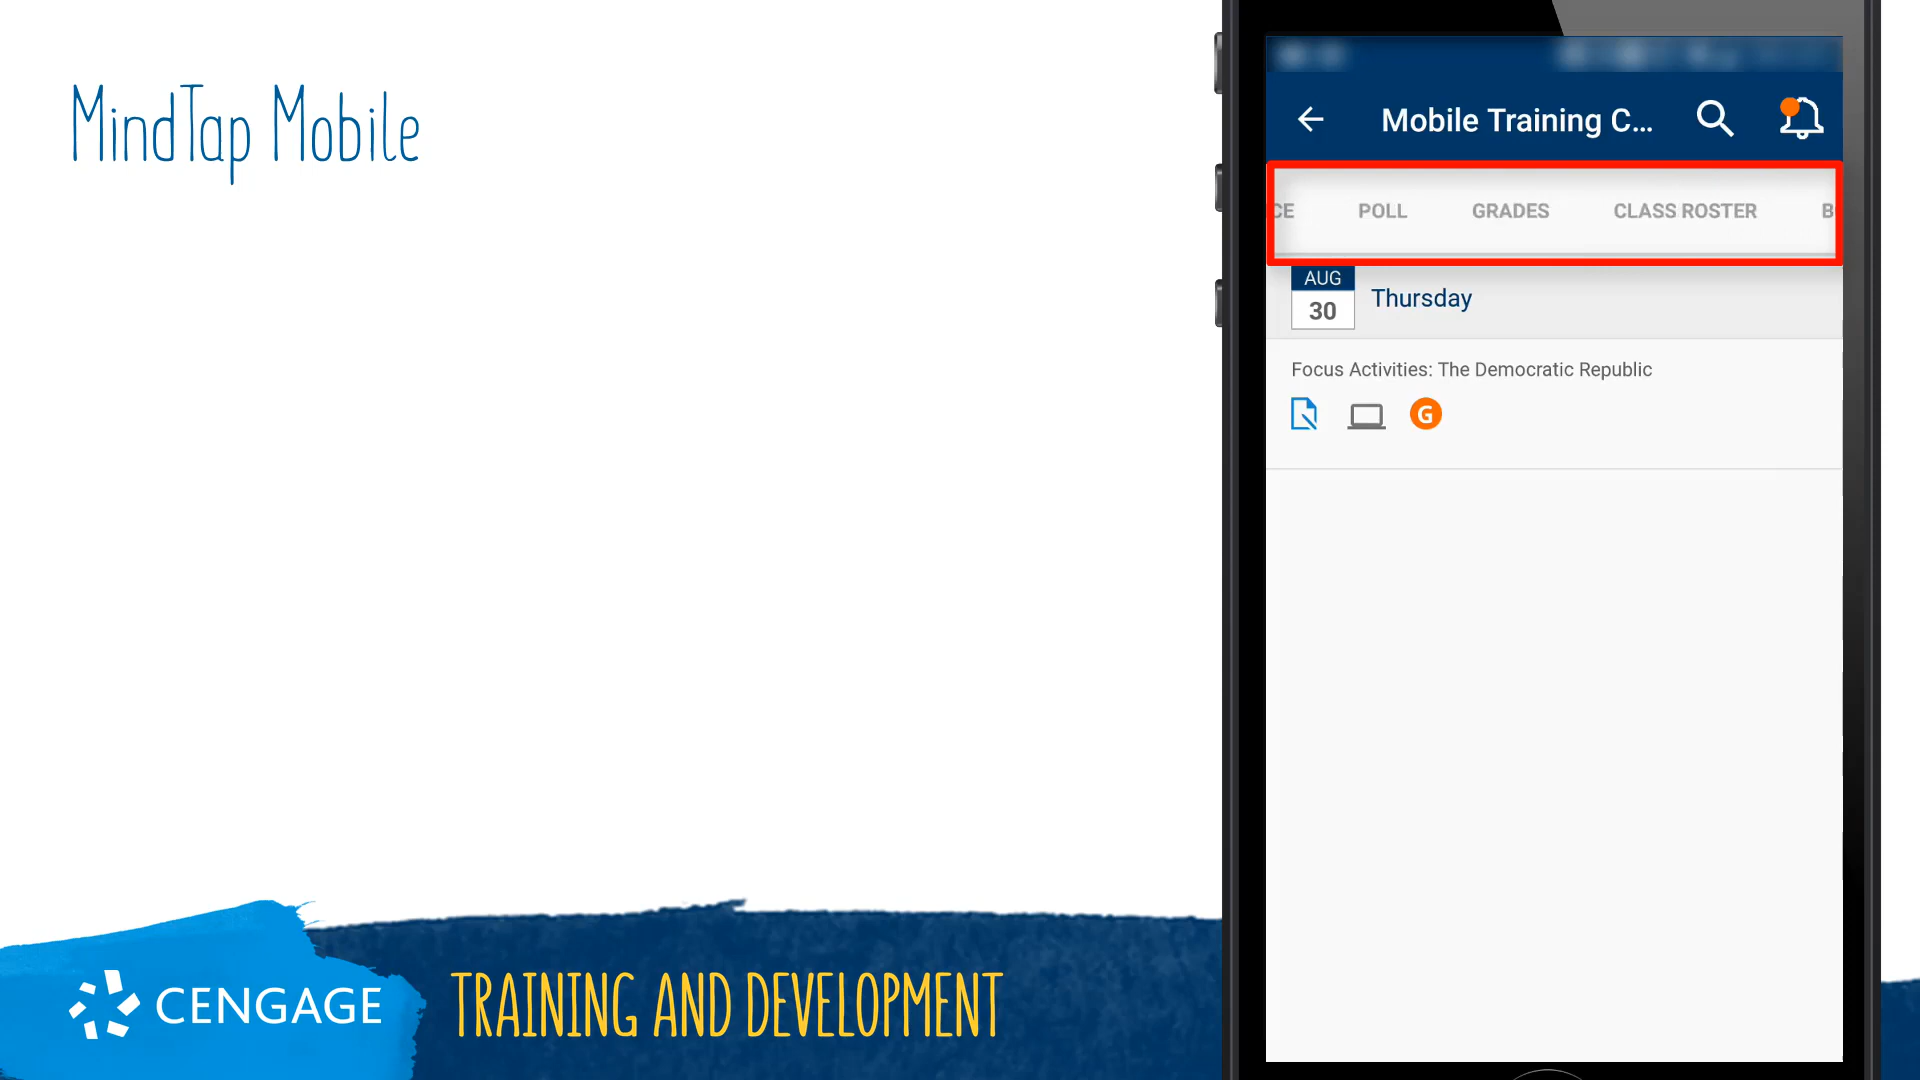 MindTap Mobile
Mobile Training C...
CE POLL GRADES CLASS ROSTER B
AUG
30
Thursday
Focus Activities: The Democratic Republic
G
CENGAGE
TRAINING AND DEVELOPMENT